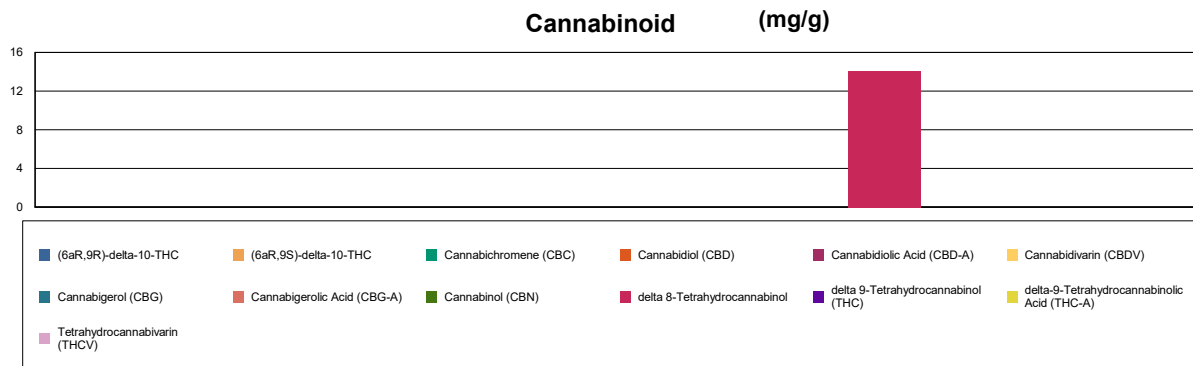 Cannabinoid (mg/g)
16
12
8
4
0
(6aR,9R)-delta-10-THC
(6aR,9S)-delta-10-THC
Cannabichromene (CBC)
Cannabidiol (CBD)
Cannabidiolic Acid (CBD-A)
Cannabidivarin (CBDV)
Cannabigerol (CBG)
Cannabigerolic Acid (CBG-A)
Cannabinol (CBN)
delta 8-Tetrahydrocannabinol
delta 9-Tetrahydrocannabinol
(THC)
delta-9-Tetrahydrocannabinolic
Acid (THC-A)
Tetrahydrocannabivarin
(THCV)